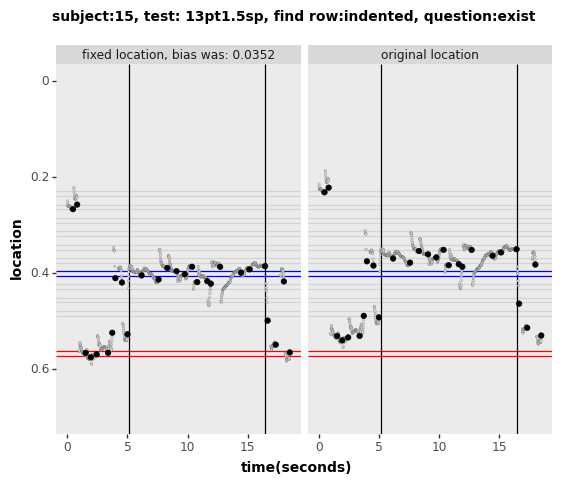 subject:15, test: 13pt1.5sp, find row:indented, question:exist
fixed location, bias was: 0.0352
original location
location
0
0.2
0.4
0.6
0
5
10
15
0
5
10
15
time(seconds)